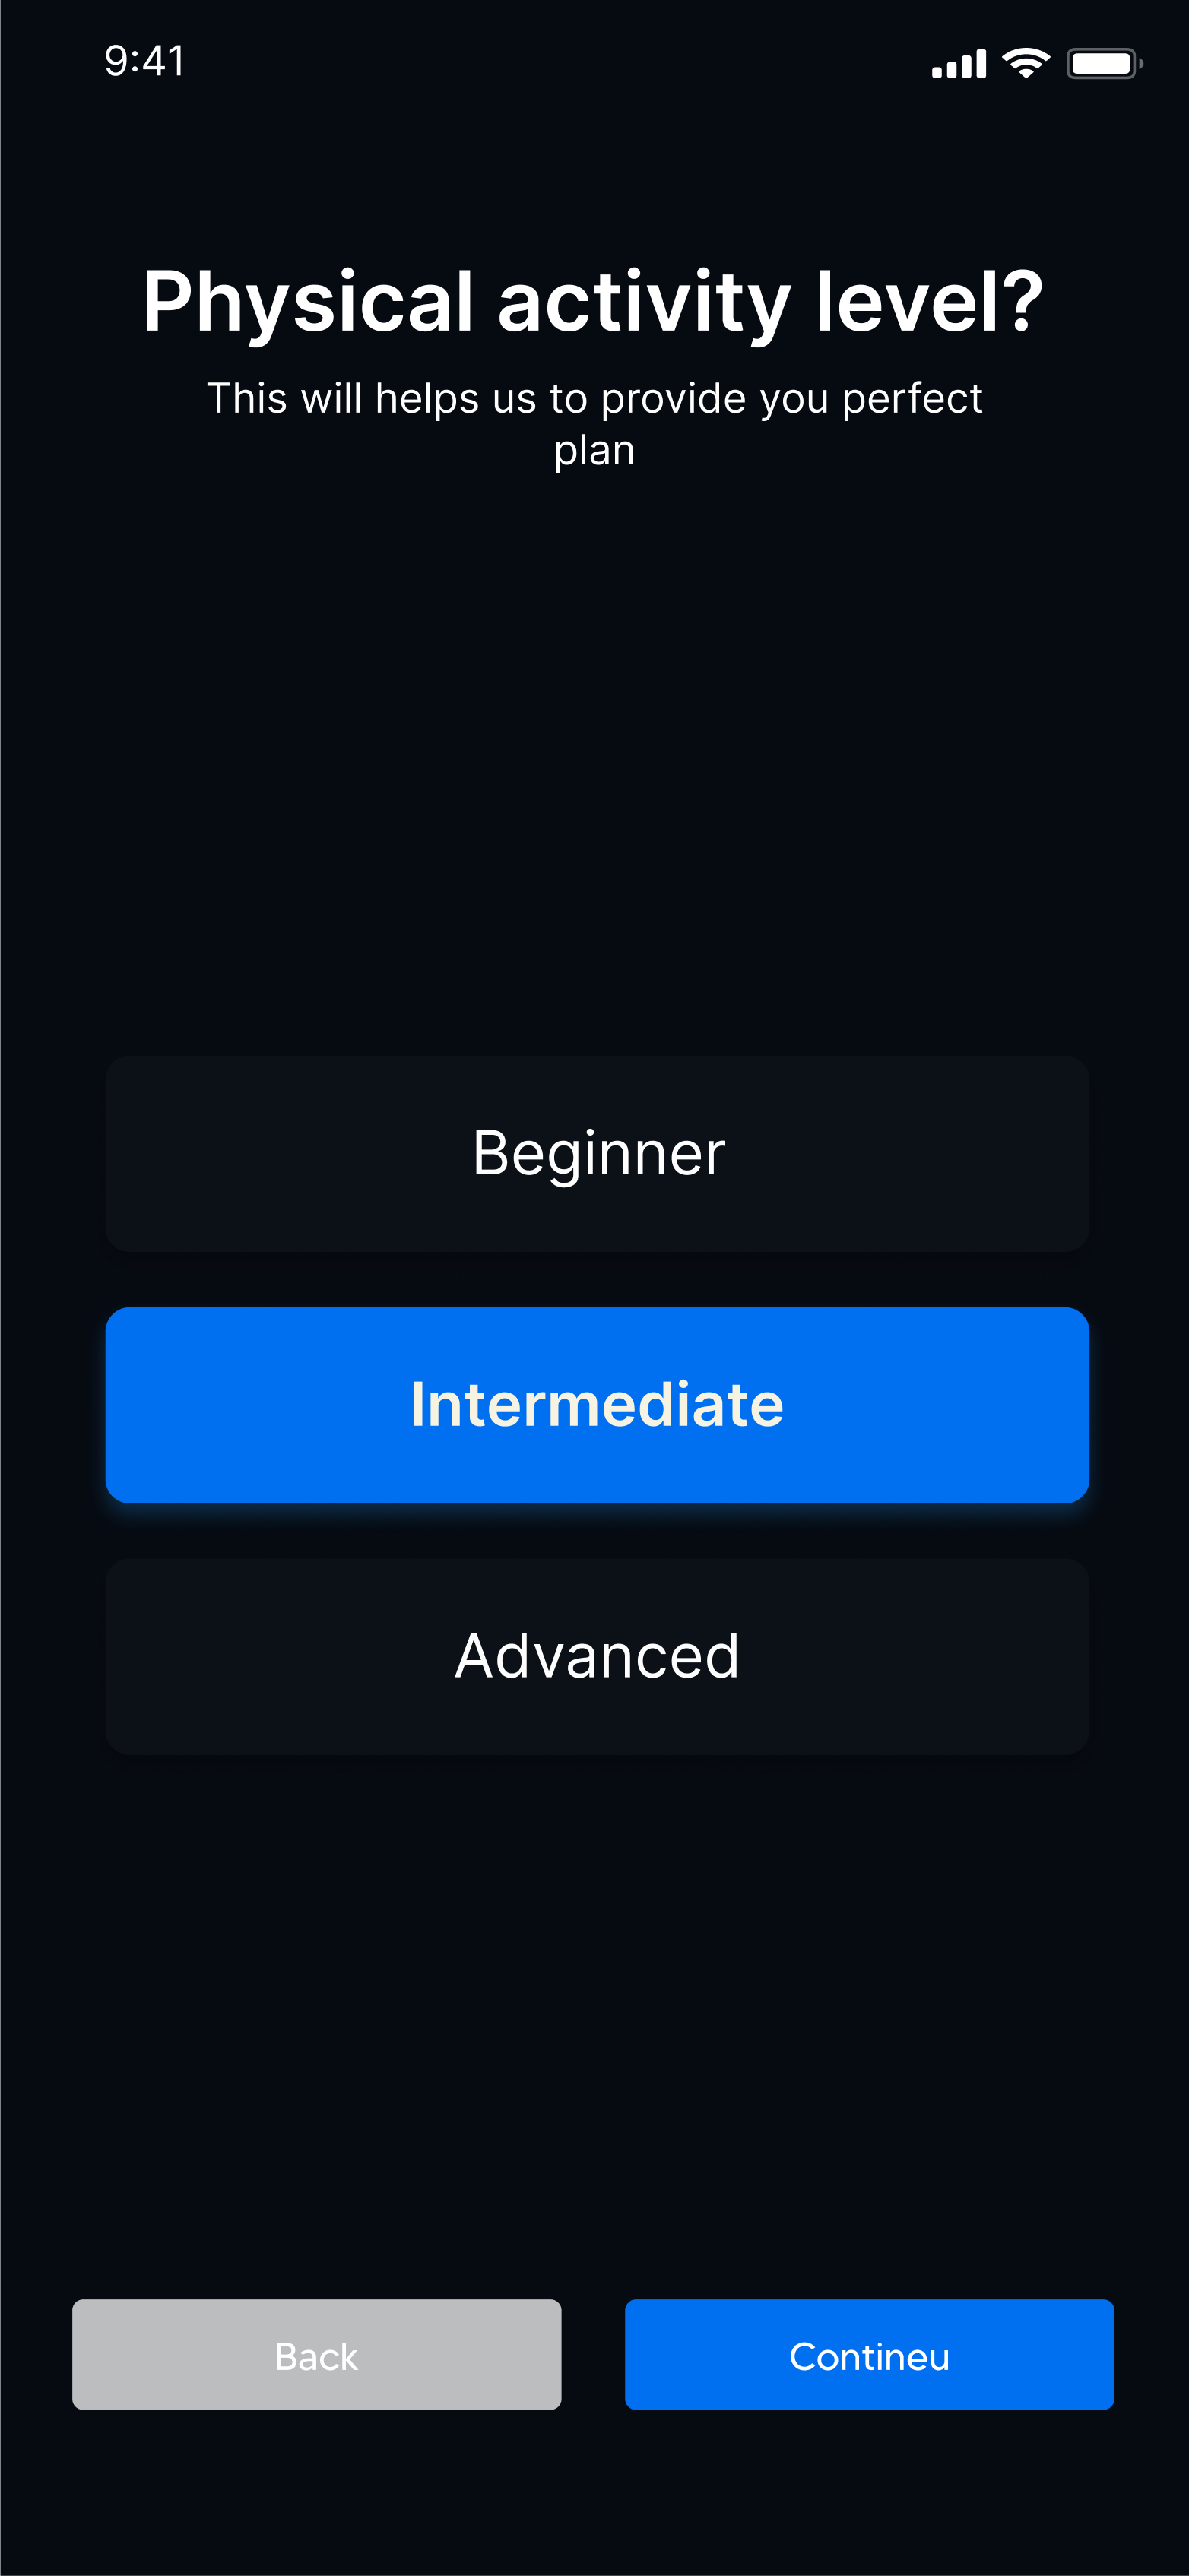 9:41
Physical activity level?
This will helps us to provide you perfect
plan
Beginner
Intermediate
Advanced
Back
Contineu